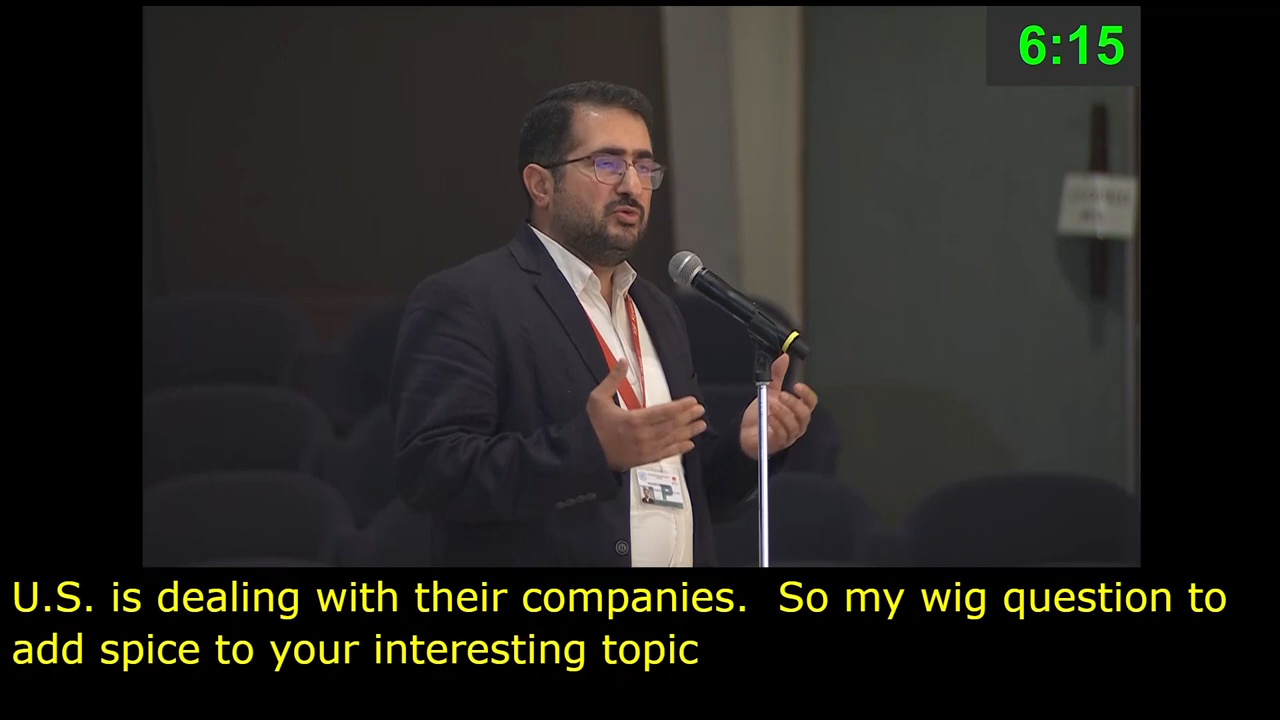 6:15
P
U.S. is dealing with their companies.  So my wig question to
add spice to your interesting topic